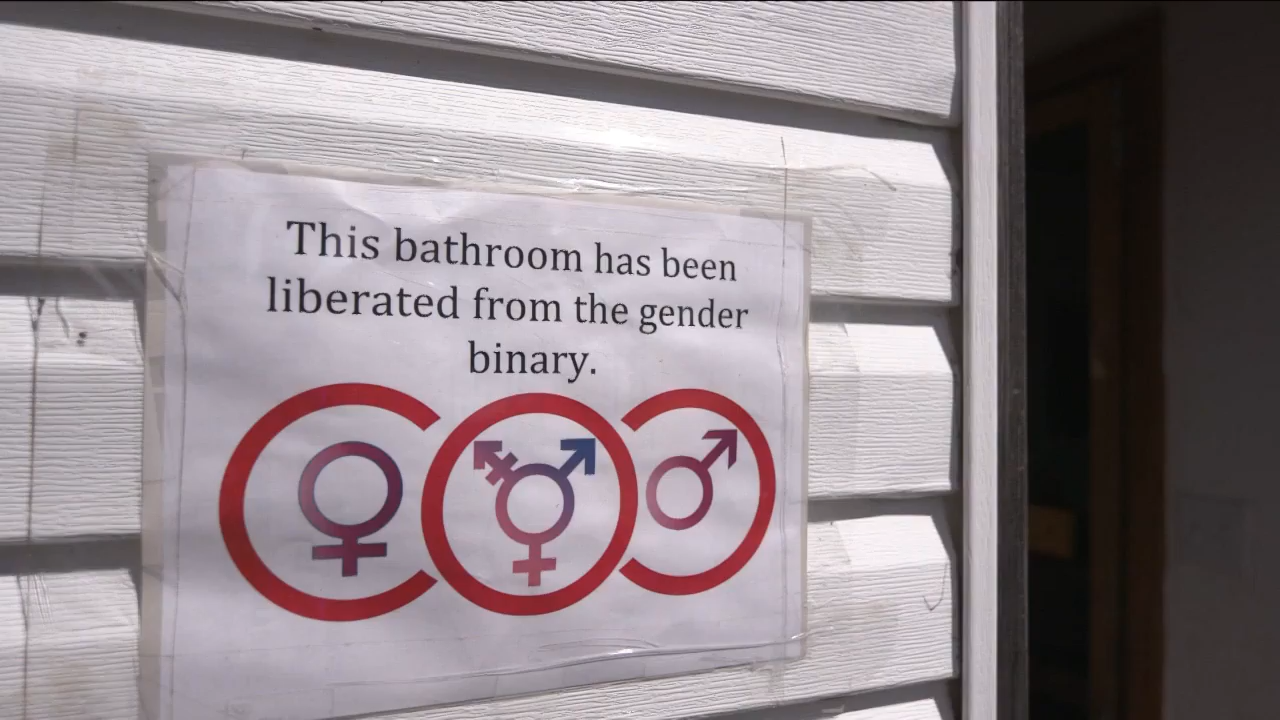 This bathroom has been
liberated from the gender
binary.